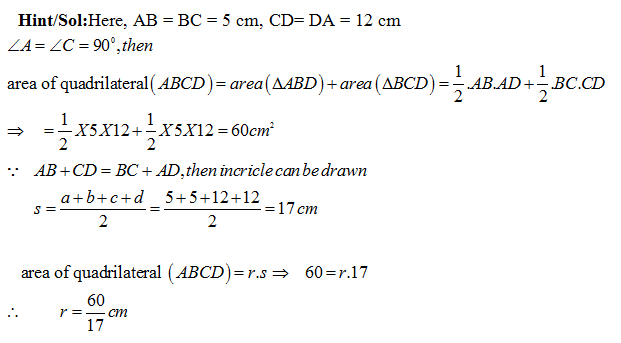 Hint/Sol:Here, AB = BC = 5 cm, CD= DA = 12 cm
∠A = ∠C = 90⁰, then
area of quadrilateral(ABCD) = area(ΔABD) + area(ΔBCD) = 1/2 .AB.AD + 1/2 .BC.CD
⇒ = 1/2 X5X12 + 1/2 X5X12 = 60cm²
∵ AB + CD = BC + AD, then incricle can be drawn
s = (a+b+c+d)/2 = (5+5+12+12)/2 = 17 cm
area of quadrilateral (ABCD) = r.s ⇒ 60 = r.17
∴ r = 60/17 cm